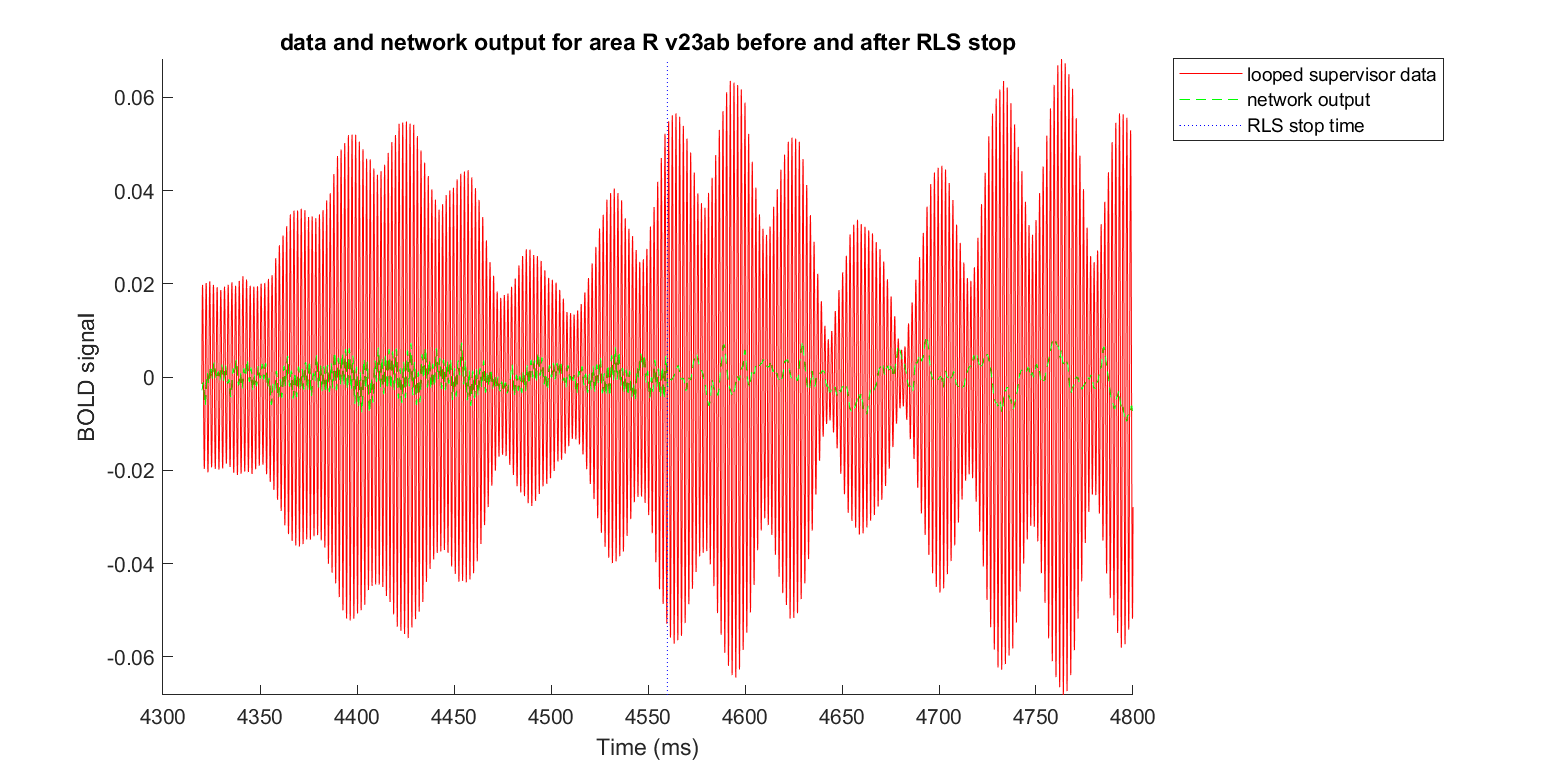 data and network output for area R v23ab before and after RLS stop
looped supervisor data
network output
RLS stop time
BOLD signal
0.06
0.04
0.02
0
-0.02
-0.04
-0.06
4300 4350 4400 4450 4500 4550 4600 4650 4700 4750 4800
Time (ms)